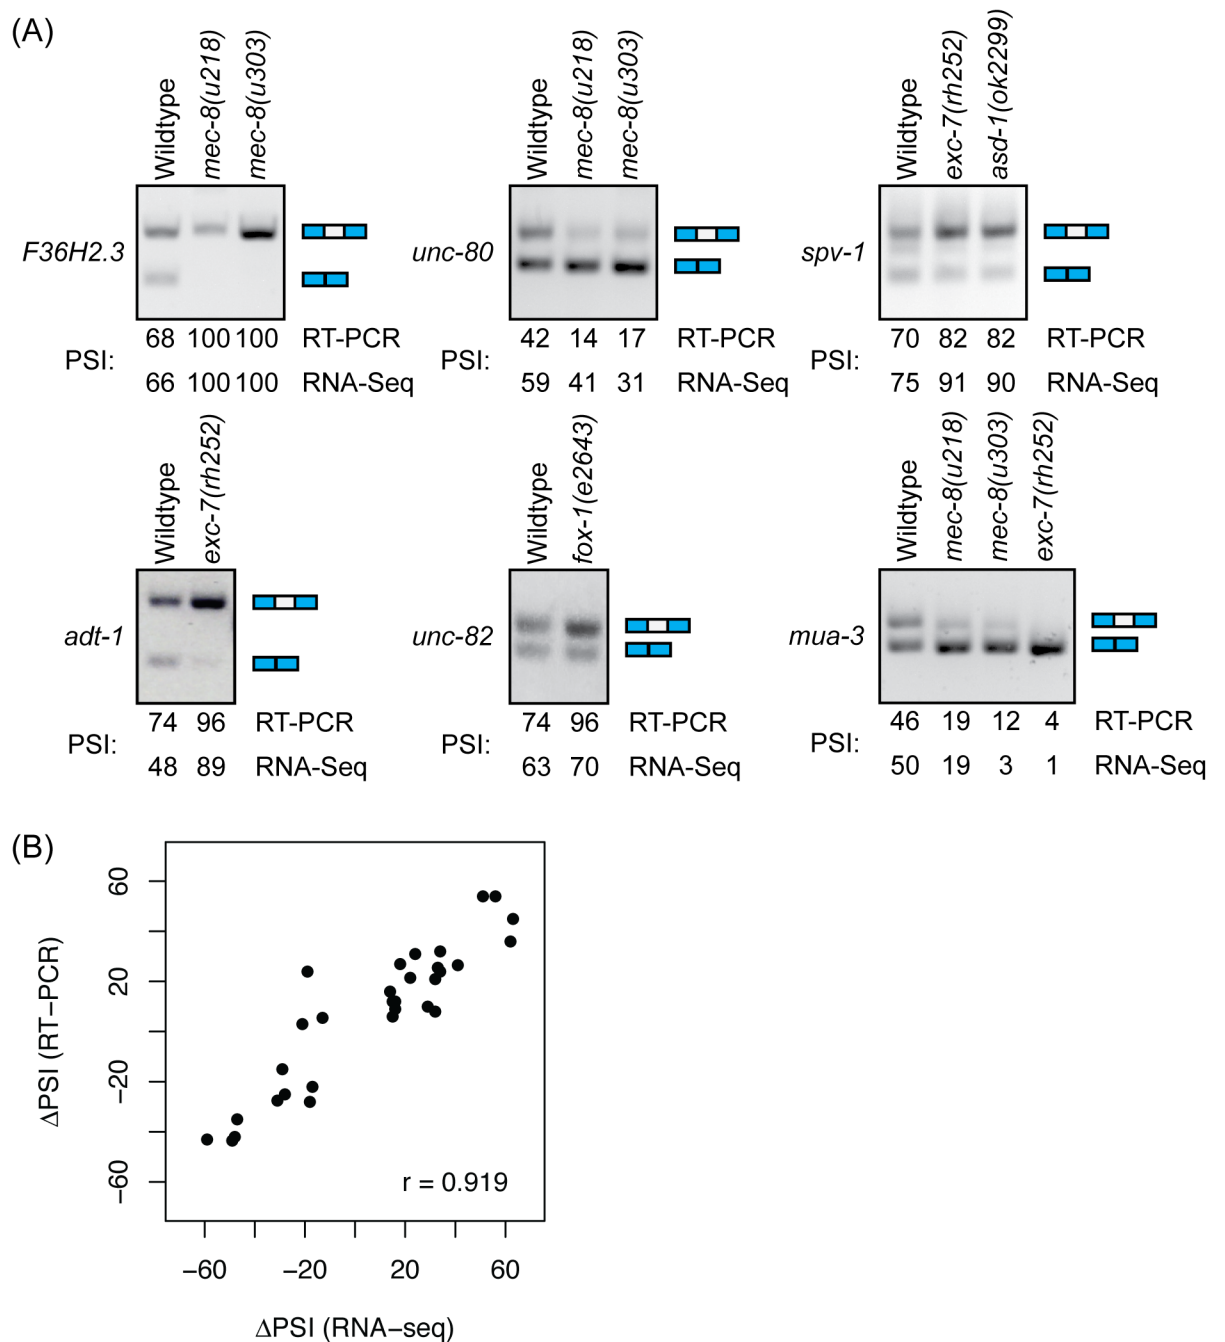 (A)
Wildtype
mec-8(u218)
mec-8(u303)
F36H2.3
68 100 100 RT-PCR
PSI:
66 100 100 RNA-Seq
Wildtype
mec-8(u218)
mec-8(u303)
unc-80
42 14 17 RT-PCR
PSI:
59 41 31 RNA-Seq
Wildtype
exc-7(rh252)
asd-1(ok2299)
spv-1
70 82 82 RT-PCR
PSI:
75 91 90 RNA-Seq
Wildtype
exc-7(rh252)
adt-1
74 96 RT-PCR
PSI:
48 89 RNA-Seq
Wildtype
fox-1(e2643)
unc-82
74 96 RT-PCR
PSI:
63 70 RNA-Seq
Wildtype
mec-8(u218)
mec-8(u303)
exc-7(rh252)
mua-3
46 19 12 4 RT-PCR
PSI:
50 19 3 1 RNA-Seq
(B)
ΔPSI (RT−PCR)
60
20
−20
−60
r = 0.919
−60 −20 20 60
ΔPSI (RNA−seq)